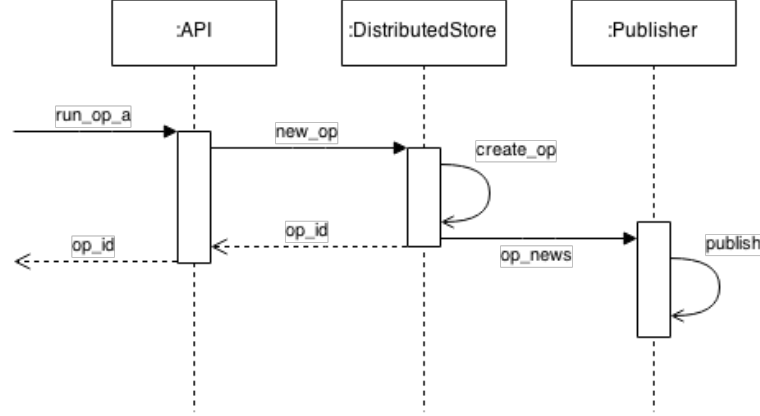 :API
:DistributedStore
:Publisher
run_op_a
new_op
create_op
op_id
op_id
op_news
publish